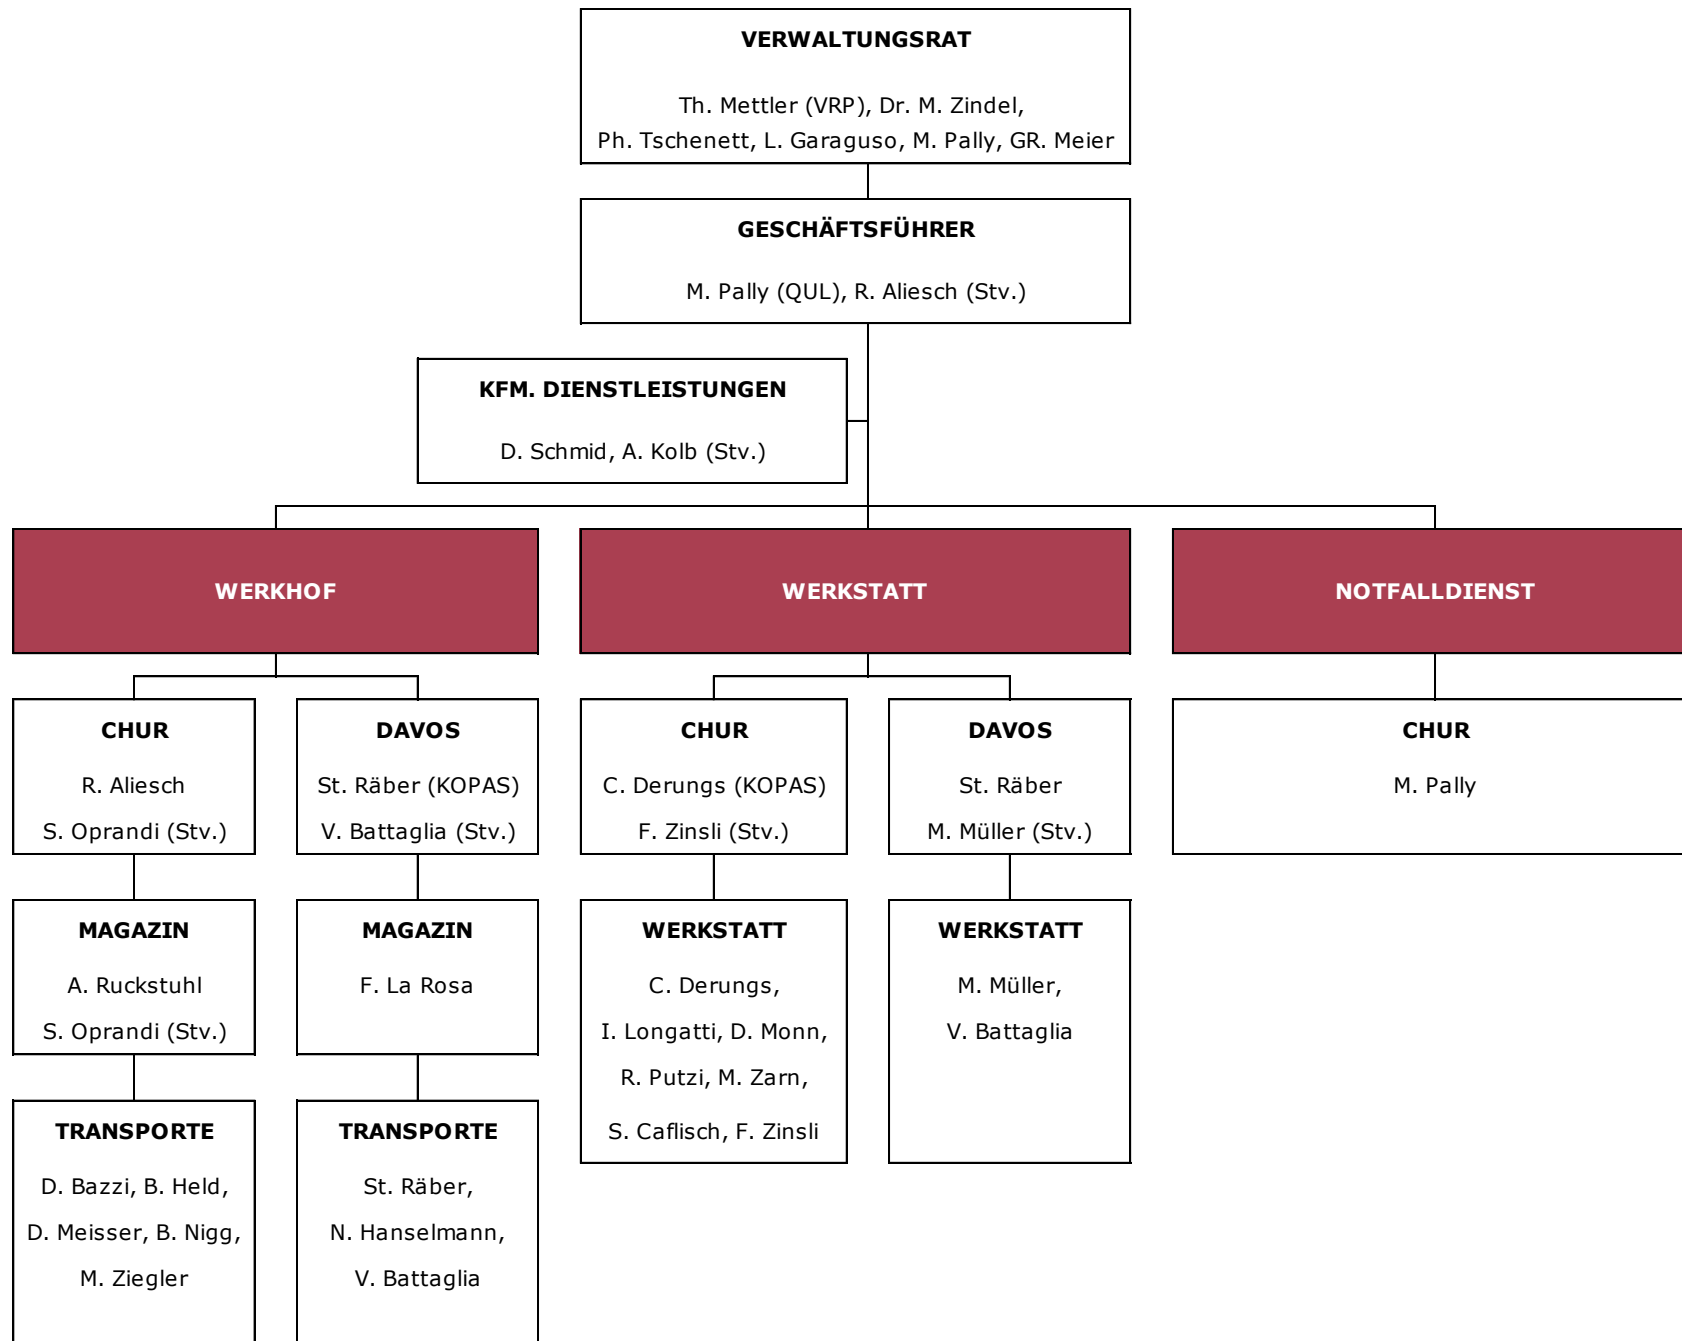 VERWALTUNGSRAT
Th. Mettler (VRP), Dr. M. Zindel,
Ph. Tschenett, L. Garaguso, M. Pally, GR. Meier
GESCHÄFTSFÜHRER
M. Pally (QUL), R. Aliesch (Stv.)
KFM. DIENSTLEISTUNGEN
D. Schmid, A. Kolb (Stv.)
WERKHOF
CHUR
R. Aliesch
S. Oprandi (Stv.)
MAGAZIN
A. Ruckstuhl
S. Oprandi (Stv.)
TRANSPORTE
D. Bazzi, B. Held,
D. Meisser, B. Nigg,
M. Ziegler
DAVOS
St. Räber (KOPAS)
V. Battaglia (Stv.)
MAGAZIN
F. La Rosa
TRANSPORTE
St. Räber,
N. Hanselmann,
V. Battaglia
WERKSTATT
CHUR
C. Derungs (KOPAS)
F. Zinsli (Stv.)
WERKSTATT
C. Derungs,
I. Longatti, D. Monn,
R. Putzi, M. Zarn,
S. Caflisch, F. Zinsli
DAVOS
St. Räber
M. Müller (Stv.)
WERKSTATT
M. Müller,
V. Battaglia
NOTFALLDIENST
CHUR
M. Pally